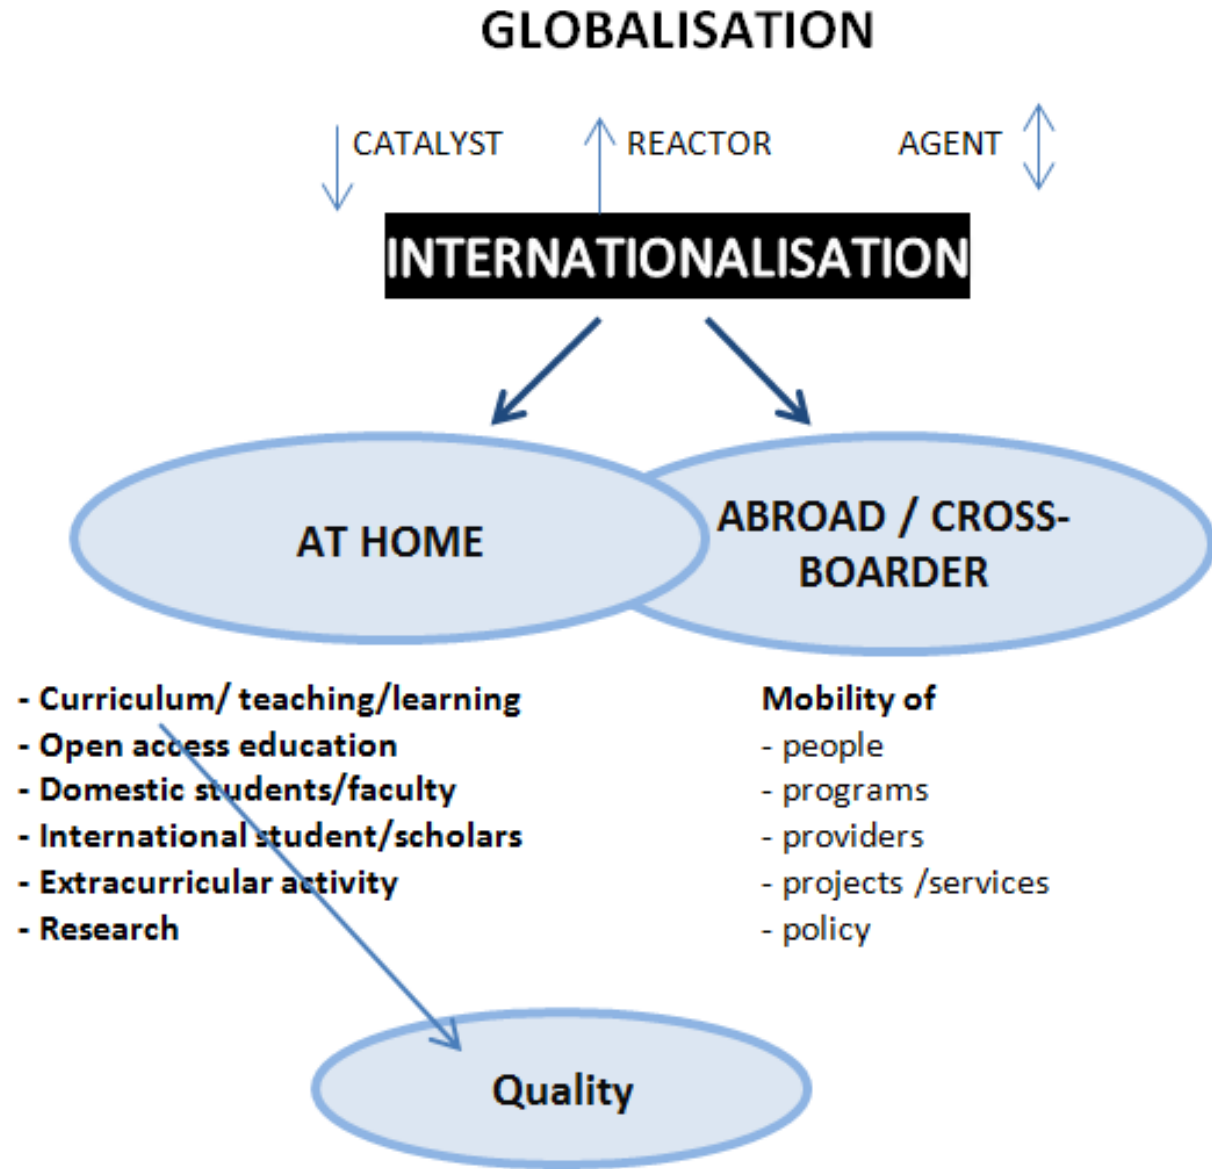 GLOBALISATION
CATALYST REACTOR AGENT
INTERNATIONALISATION
AT HOME
ABROAD / CROSS-
BOARDER
- Curriculum/ teaching/learning
- Open access education
- Domestic students/faculty
- International student/scholars
- Extracurricular activity
- Research
Mobility of
- people
- programs
- providers
- projects /services
- policy
Quality